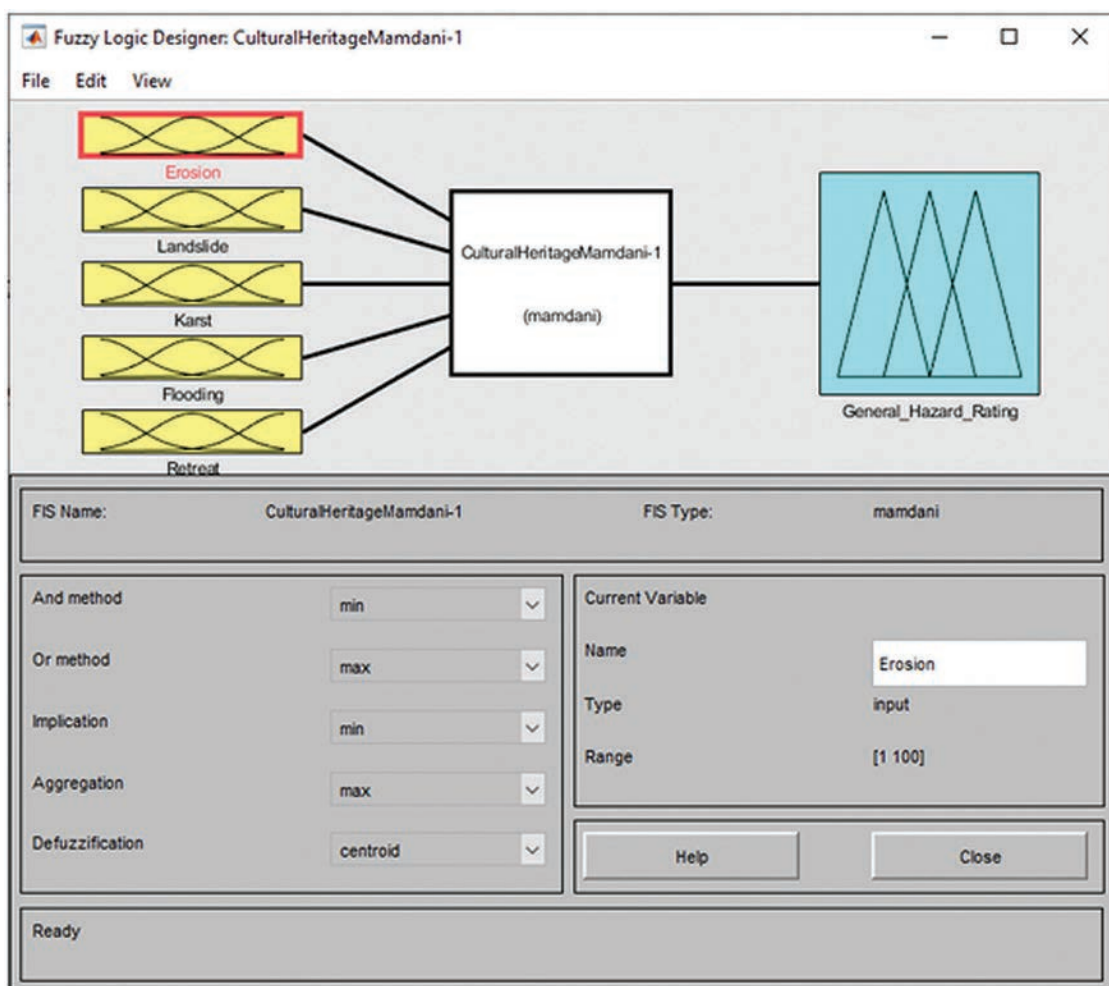 Fuzzy Logic Designer: CulturalHeritageMamdani-1
File Edit View
Erosion
Landslide
Karst
Flooding
Retreat
CulturalHeritageMamdani-1
(mamdani)
General_Hazard_Rating
FIS Name: CulturalHeritageMamdani-1 FIS Type: mamdani
And method min
Or method max
Implication min
Aggregation max
Defuzzification centroid
Current Variable
Name Erosion
Type input
Range [1 100]
Help Close
Ready